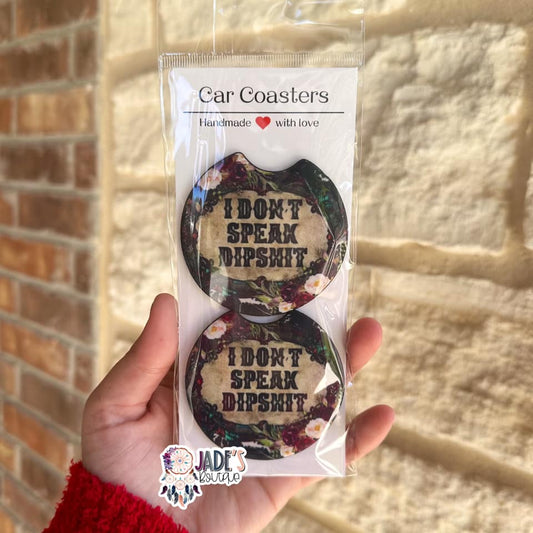 Car Coasters
Handmade with love
I DON'T
SPEAK
DIPSHIT
I DON'T
SPEAK
DIPSHIT
JADE'S
Boutique